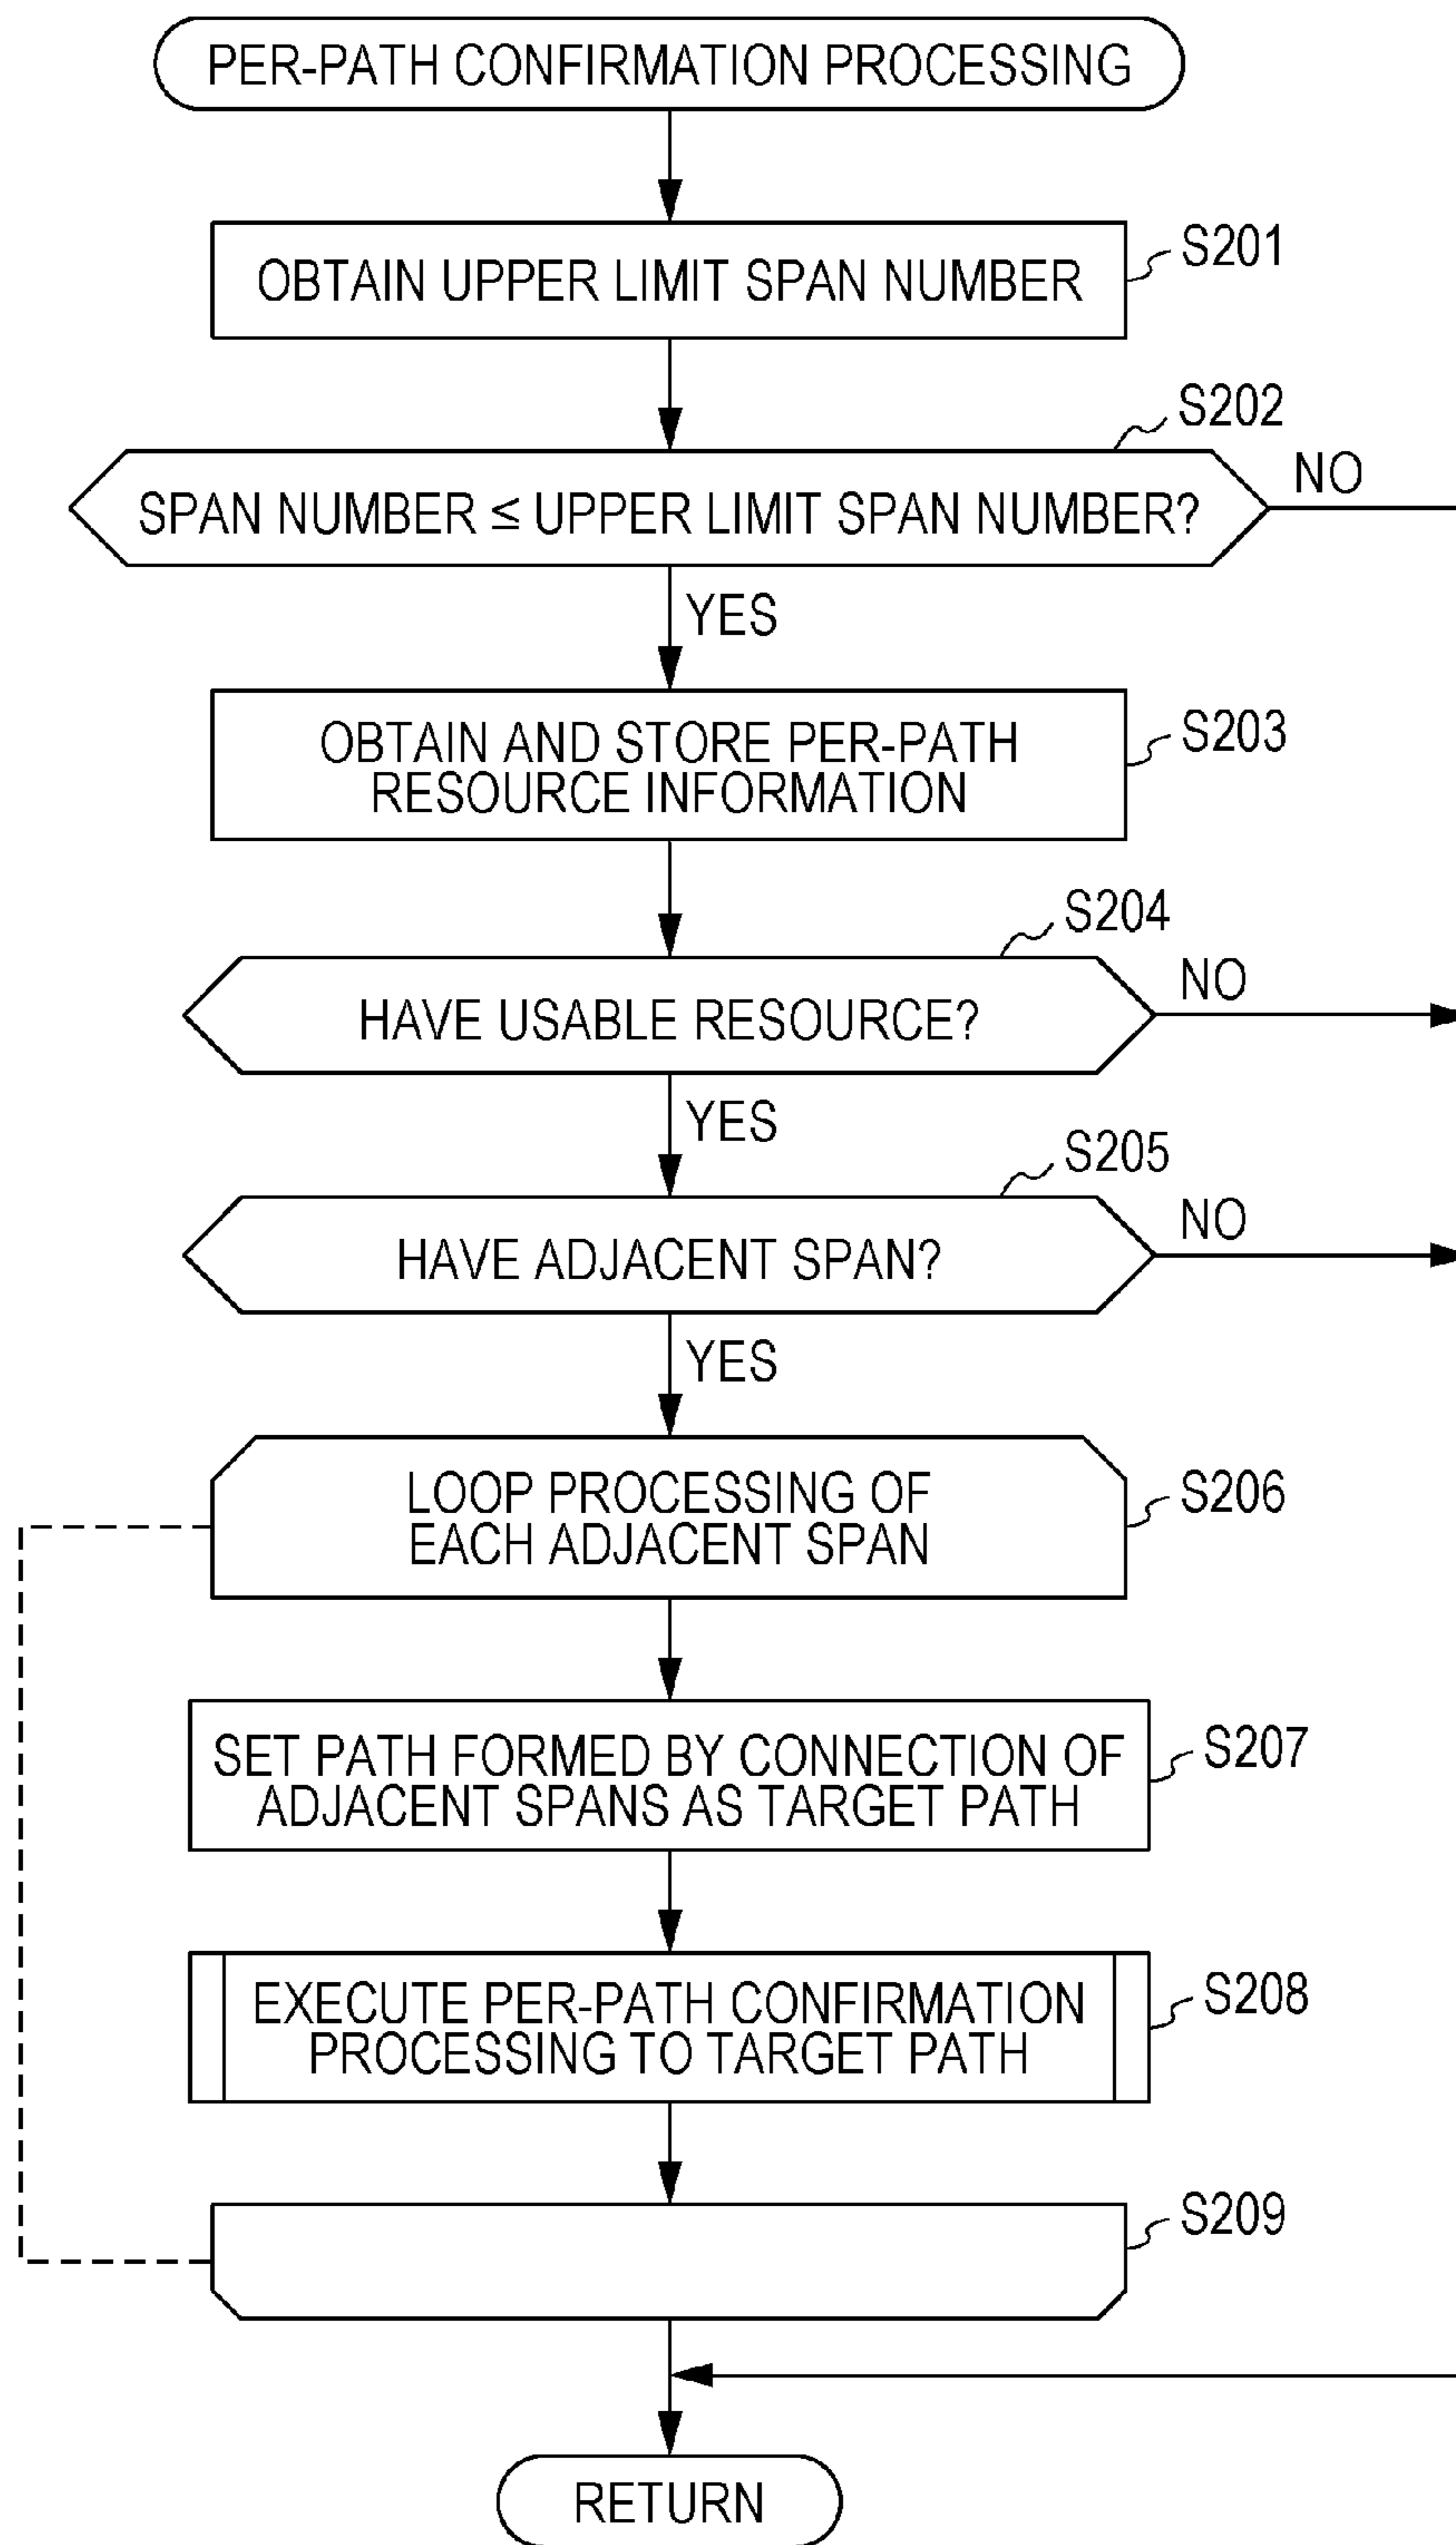 PER-PATH CONFIRMATION PROCESSING
S201
OBTAIN UPPER LIMIT SPAN NUMBER
S202
SPAN NUMBER ≤ UPPER LIMIT SPAN NUMBER?
NO
YES
S203
OBTAIN AND STORE PER-PATH
RESOURCE INFORMATION
S204
HAVE USABLE RESOURCE?
NO
YES
S205
HAVE ADJACENT SPAN?
NO
YES
S206
LOOP PROCESSING OF
EACH ADJACENT SPAN
S207
SET PATH FORMED BY CONNECTION OF
ADJACENT SPANS AS TARGET PATH
S208
EXECUTE PER-PATH CONFIRMATION
PROCESSING TO TARGET PATH
S209
RETURN